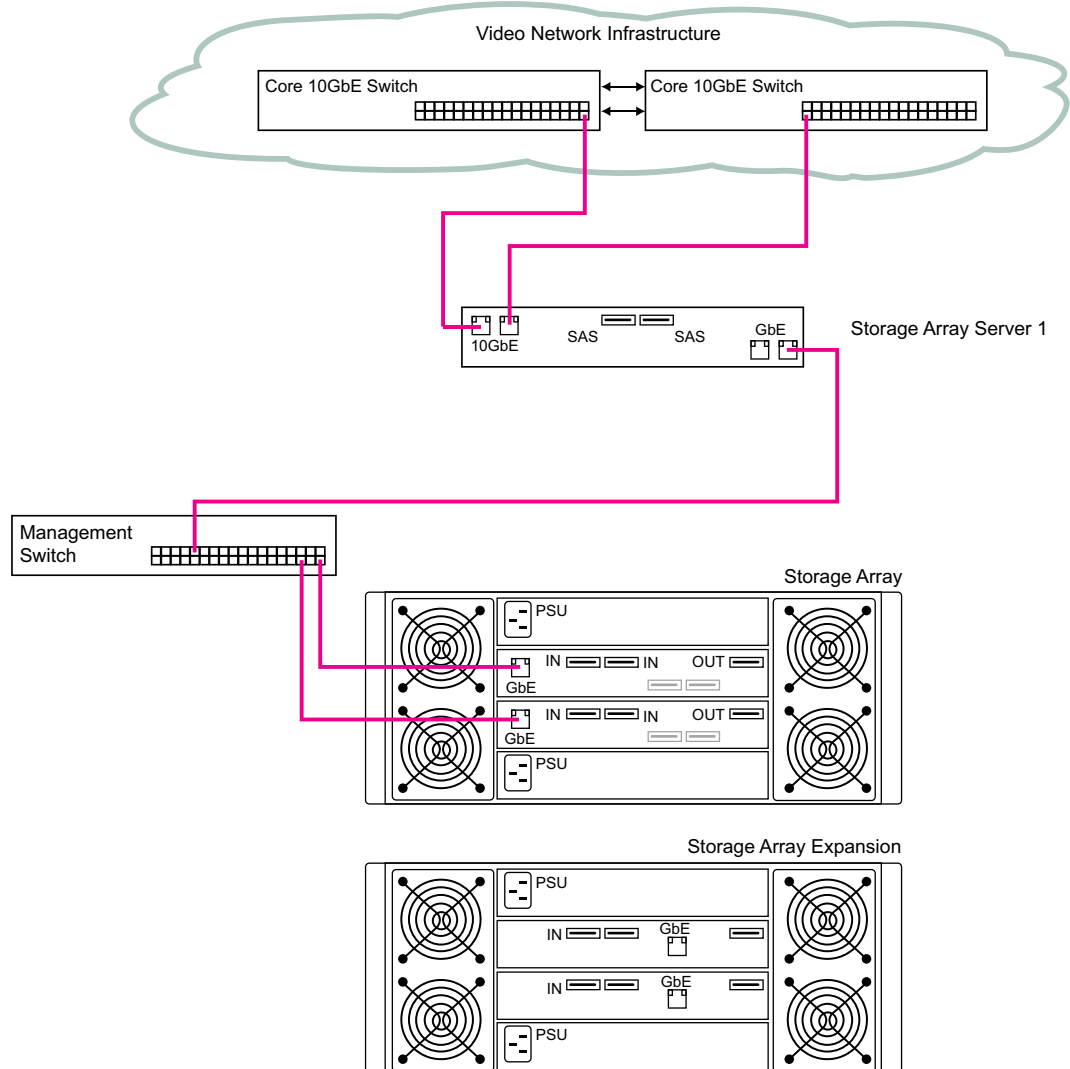 Video Network Infrastructure
Core 10GbE Switch
Core 10GbE Switch
10GbE
SAS
SAS
GbE
Storage Array Server 1
Management
Switch
Storage Array
PSU
IN
IN
OUT
GbE
IN
IN
OUT
GbE
PSU
Storage Array Expansion
PSU
IN
GbE
IN
GbE
PSU